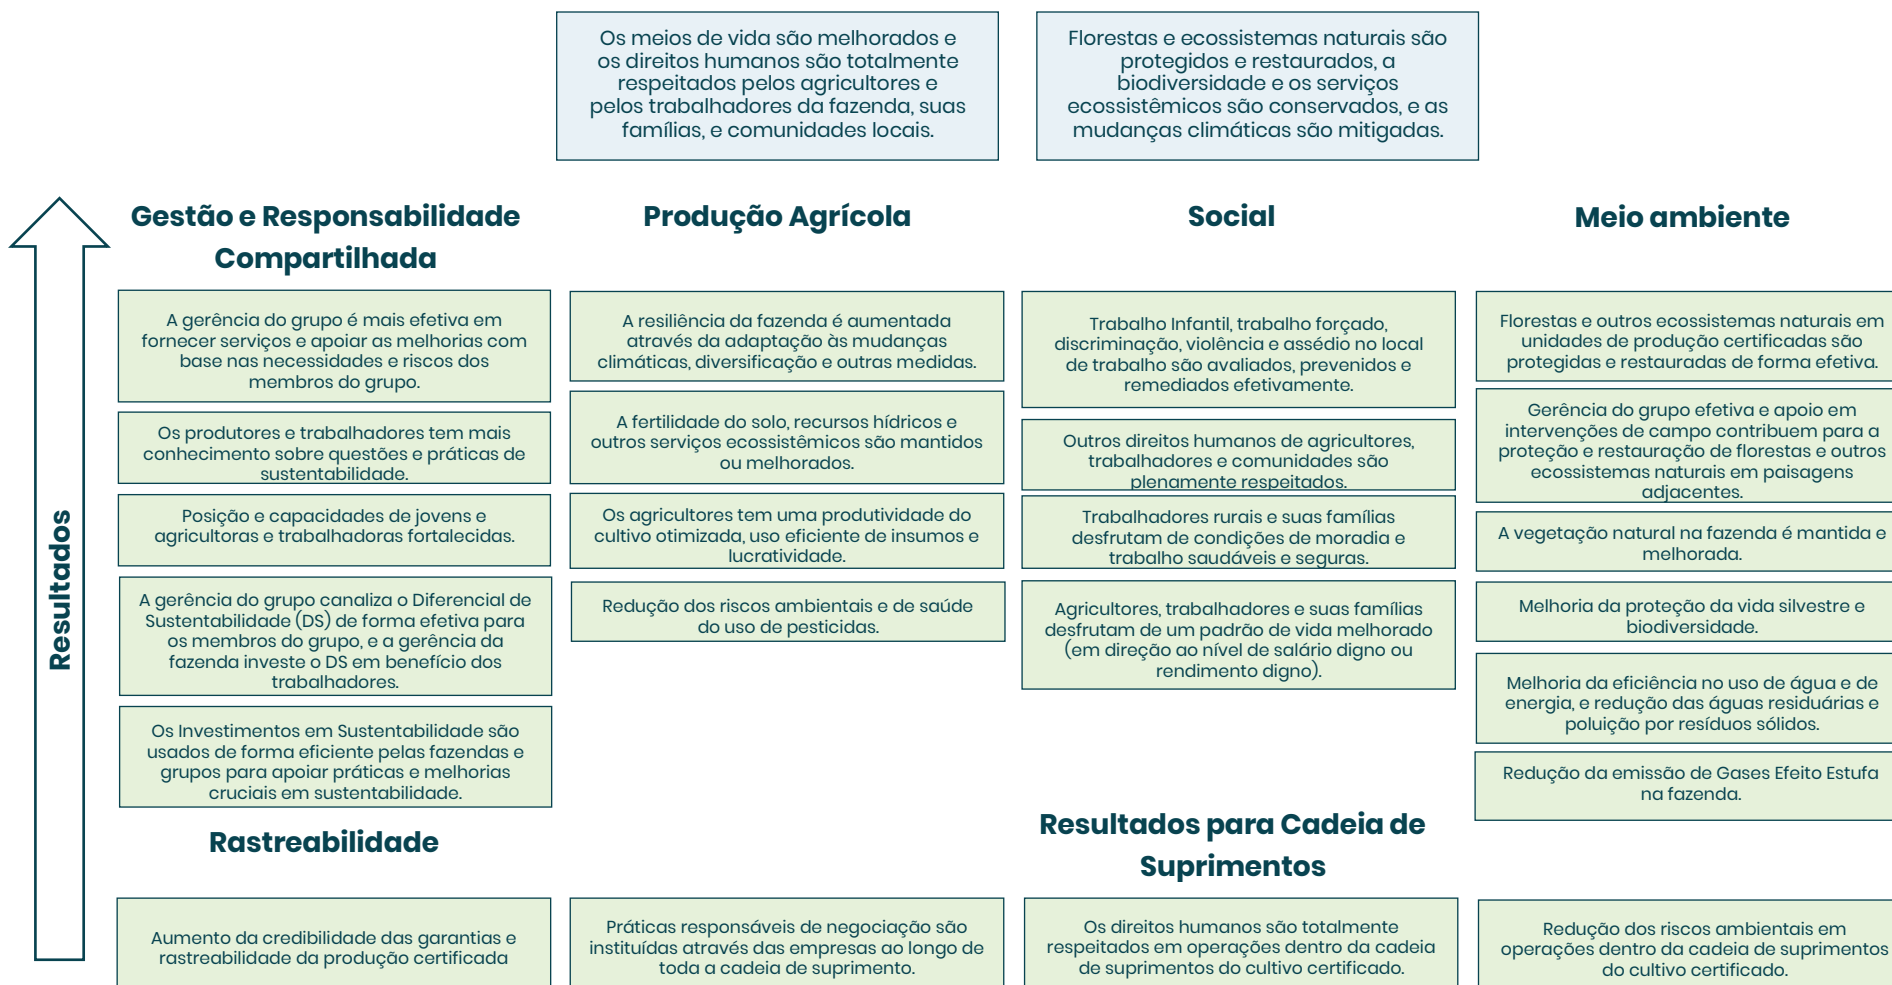 Os meios de vida são melhorados e
os direitos humanos são totalmente
respeitados pelos agricultores e
pelos trabalhadores da fazenda, suas
famílias, e comunidades locais.
Florestas e ecossistemas naturais são
protegidos e restaurados, a
biodiversidade e os serviços
ecossistêmicos são conservados, e as
mudanças climáticas são mitigadas.
Resultados
Gestão e Responsabilidade
Compartilhada
A gerência do grupo é mais efetiva em
fornecer serviços e apoiar as melhorias com
base nas necessidades e riscos dos
membros do grupo.
Os produtores e trabalhadores tem mais
conhecimento sobre questões e práticas de
sustentabilidade.
Posição e capacidades de jovens e
agricultoras e trabalhadoras fortalecidas.
A gerência do grupo canaliza o Diferencial de
Sustentabilidade (DS) de forma efetiva para
os membros do grupo, e a gerência da
fazenda investe o DS em benefício dos
trabalhadores.
Os Investimentos em Sustentabilidade são
usados de forma eficiente pelas fazendas e
grupos para apoiar práticas e melhorias
cruciais em sustentabilidade.
Produção Agrícola
A resiliência da fazenda é aumentada
através da adaptação às mudanças
climáticas, diversificação e outras medidas.
A fertilidade do solo, recursos hídricos e
outros serviços ecossistêmicos são mantidos
ou melhorados.
Os agricultores tem uma produtividade do
cultivo otimizada, uso eficiente de insumos e
lucratividade.
Redução dos riscos ambientais e de saúde
do uso de pesticidas.
Social
Trabalho Infantil, trabalho forçado,
discriminação, violência e assédio no local
de trabalho são avaliados, prevenidos e
remediados efetivamente.
Outros direitos humanos de agricultores,
trabalhadores e comunidades são
plenamente respeitados.
Trabalhadores rurais e suas famílias
desfrutam de condições de moradia e
trabalho saudáveis e seguras.
Agricultores, trabalhadores e suas famílias
desfrutam de um padrão de vida melhorado
(em direção ao nível de salário digno ou
rendimento digno).
Meio ambiente
Florestas e outros ecossistemas naturais em
unidades de produção certificadas são
protegidas e restauradas de forma efetiva.
Gerência do grupo efetiva e apoio em
intervenções de campo contribuem para a
proteção e restauração de florestas e outros
ecossistemas naturais em paisagens
adjacentes.
A vegetação natural na fazenda é mantida e
melhorada.
Melhoria da proteção da vida silvestre e
biodiversidade.
Melhoria da eficiência no uso de água e de
energia, e redução das águas residuárias e
poluição por resíduos sólidos.
Redução da emissão de Gases Efeito Estufa
na fazenda.
Rastreabilidade
Aumento da credibilidade das garantias e
rastreabilidade da produção certificada
Resultados para Cadeia de
Suprimentos
Práticas responsáveis de negociação são
instituídas através das empresas ao longo de
toda a cadeia de suprimento.
Os direitos humanos são totalmente
respeitados em operações dentro da cadeia
de suprimentos do cultivo certificado.
Redução dos riscos ambientais em
operações dentro da cadeia de suprimentos
do cultivo certificado.